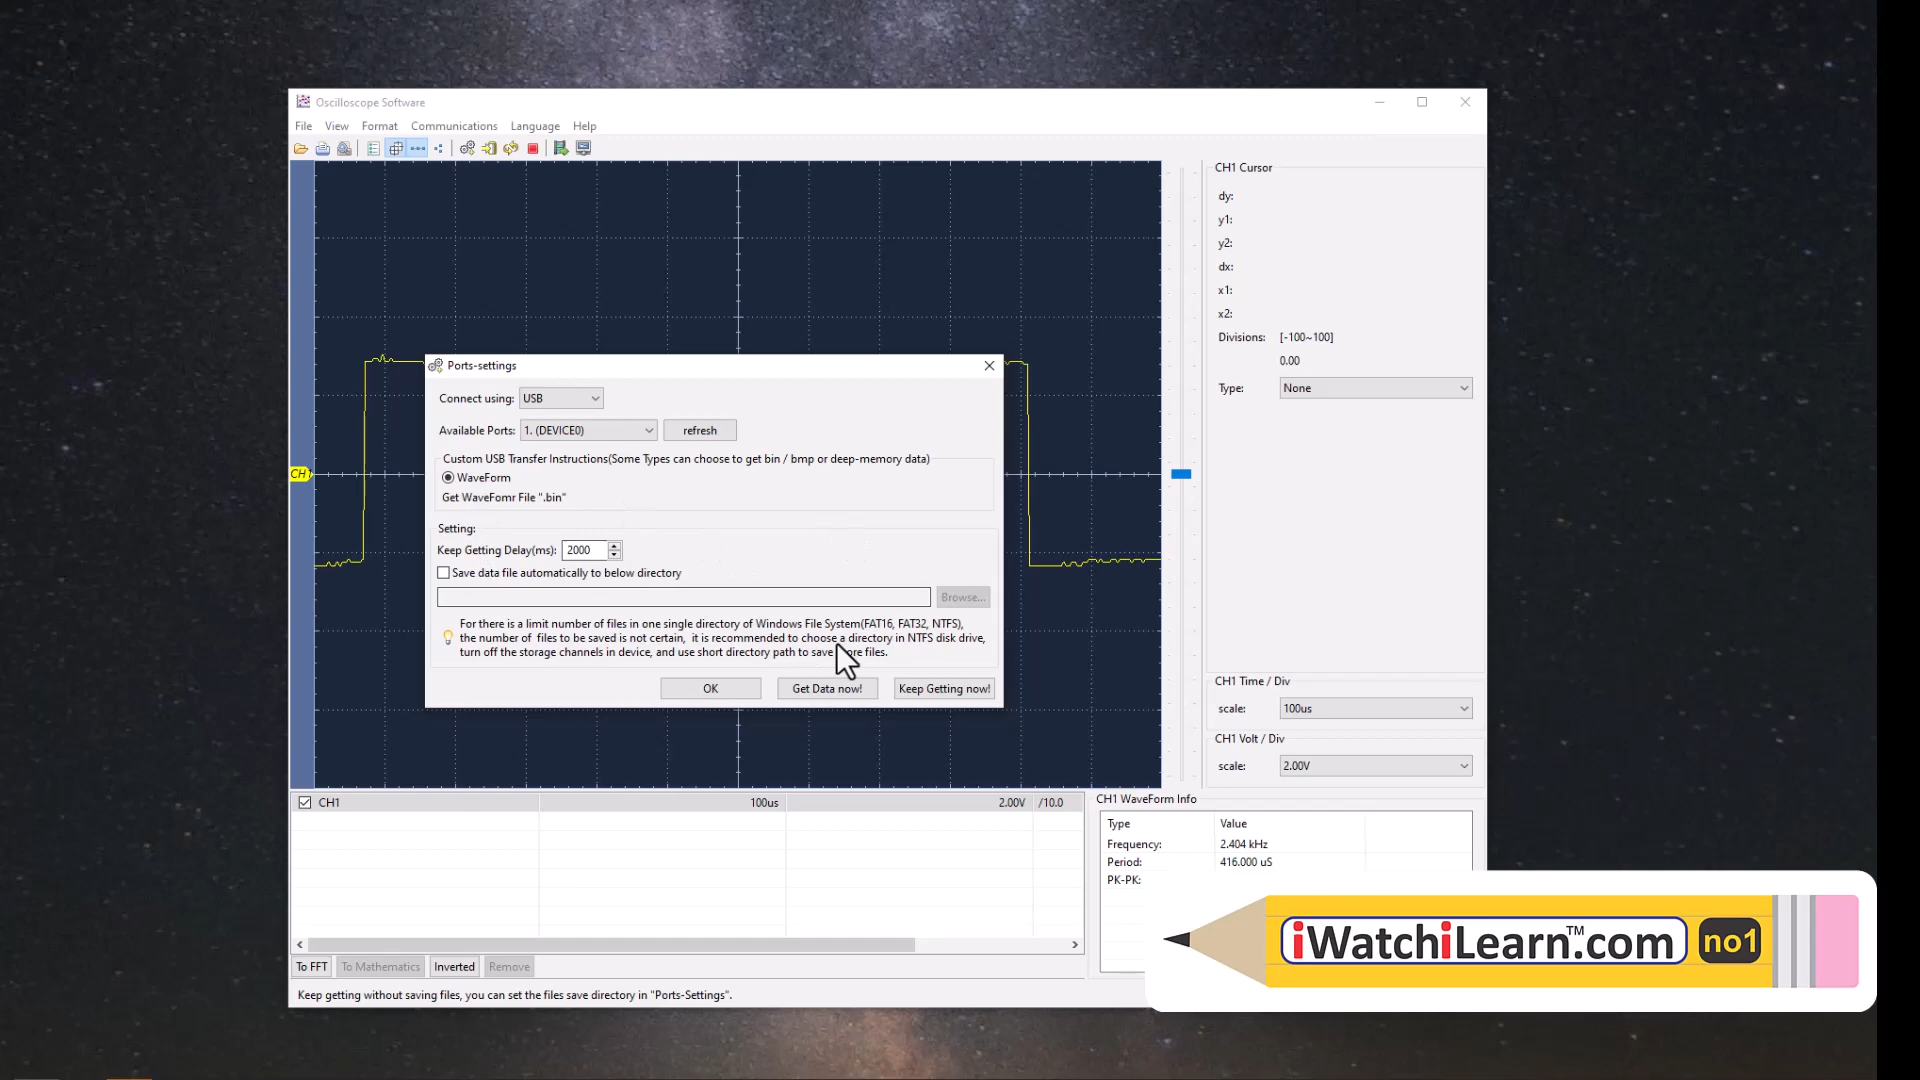 Oscilloscope Software
File View Format Communications Language Help
CH1 Cursor
dy:
y1:
y2:
dx:
x1:
x2:
Divisions: [-100~100]
0.00
Type: None
Ports-settings
Connect using: USB
Available Ports: 1. (DEVICE0) refresh
Custom USB Transfer Instructions(Some Types can choose to get bin / bmp or deep-memory data)
WaveForm
Get WaveFomr File ".bin"
Setting:
Keep Getting Delay(ms): 2000
Save data file automatically to below directory
Browse...
For there is a limit number of files in one single directory of Windows File System(FAT16, FAT32, NTFS),
the number of files to be saved is not certain, it is recommended to choose a directory in NTFS disk drive,
turn off the storage channels in device, and use short directory path to save more files.
OK Get Data now! Keep Getting now!
CH1
CH1 Time / Div
scale: 100us
CH1 Volt / Div
scale: 2.00V
CH1 100us 2.00V /10.0
CH1 WaveForm Info
Type Value
Frequency: 2.404 kHz
Period: 416.000 uS
PK-PK:
To FFT To Mathematics Inverted Remove
Keep getting without saving files, you can set the files save directory in "Ports-Settings".
iWatchiLearn™.com no1